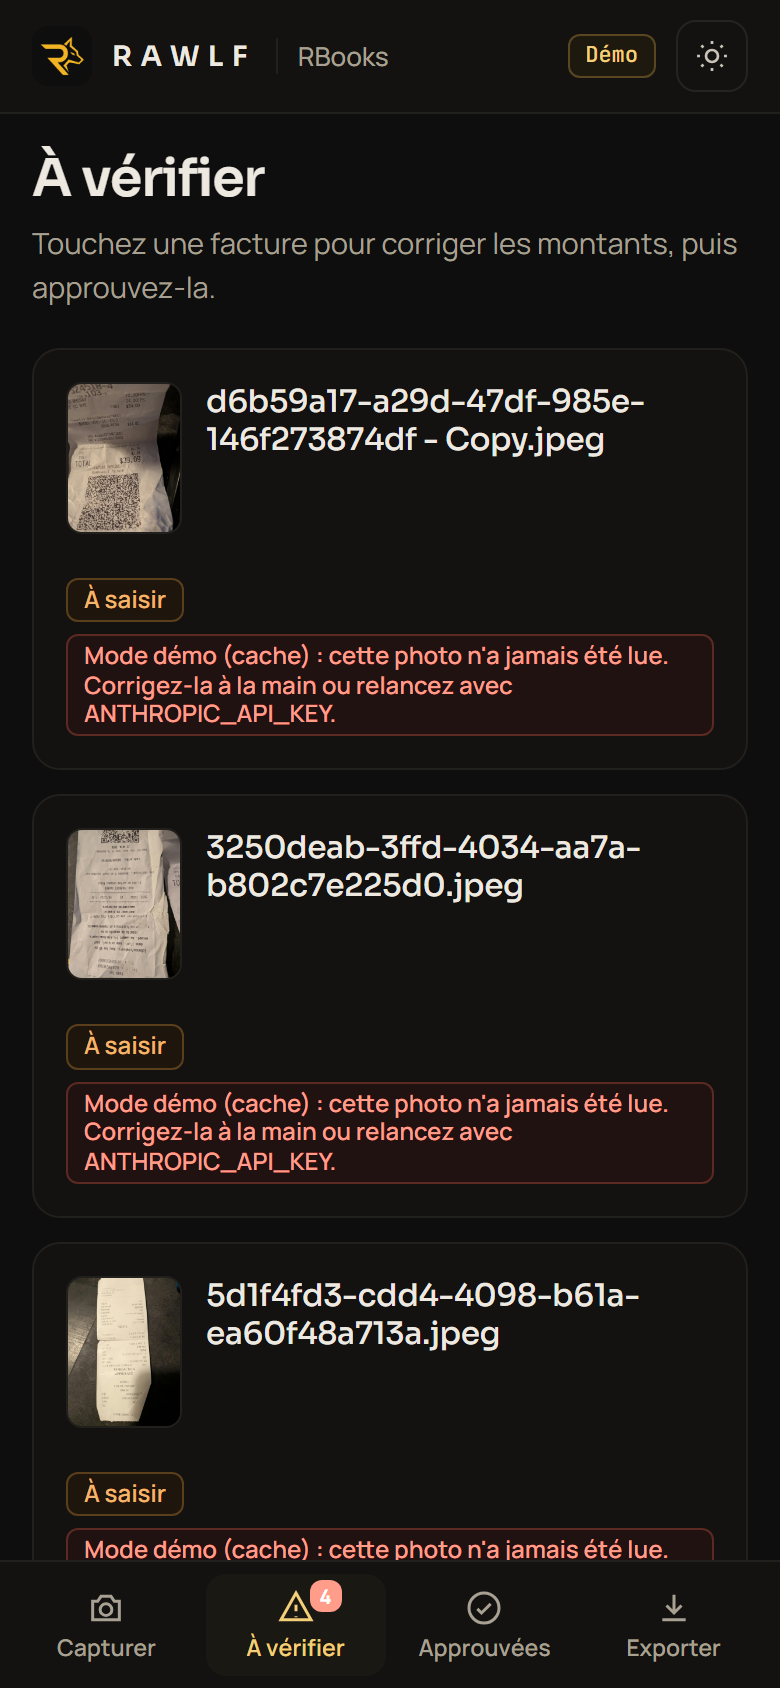 RAWLF
RBooks
Démo
À vérifier
Touchez une facture pour corriger les montants, puis
approuvez-la.
d6b59a17-a29d-47df-985e-
146f273874df - Copy.jpeg
TOTAL
À saisir
Mode démo (cache) : cette photo n'a jamais été lue.
Corrigez-la à la main ou relancez avec
ANTHROPIC_API_KEY.
3250deab-3ffd-4034-aa7a-
b802c7e225d0.jpeg
À saisir
Mode démo (cache) : cette photo n'a jamais été lue.
Corrigez-la à la main ou relancez avec
ANTHROPIC_API_KEY.
5d1f4fd3-cdd4-4098-b61a-
ea60f48a713a.jpeg
À saisir
Mode démo (cache) : cette photo n'a jamais été lue.
4
Capturer
À vérifier
Approuvées
Exporter